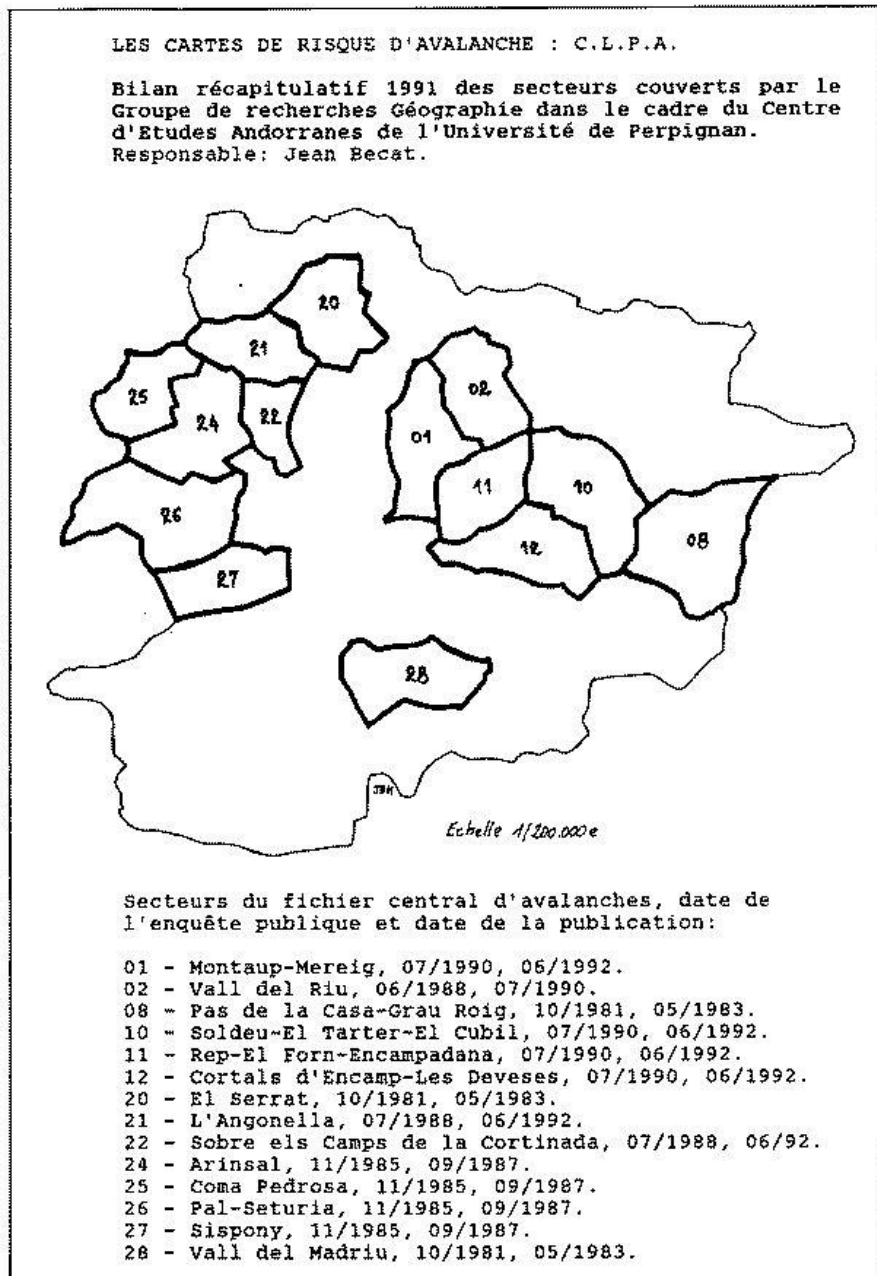 LES CARTES DE RISQUE D'AVALANCHE : C.L.P.A.
Bilan récapitulatif 1991 des secteurs couverts par le
Groupe de recherches Géographie dans le cadre du Centre
d'Etudes Andorranes de l'Université de Perpignan.
Responsable: Jean Becat.
20
21
25
02
22
24
01
11
10
26
08
12
27
28
Echelle 1/200.000e
Secteurs du fichier central d'avalanches, date de
l'enquête publique et date de la publication:
01 - Montaup-Mereig, 07/1990, 06/1992.
02 - Vall del Riu, 06/1988, 07/1990.
08 - Pas de la Casa-Grau Roig, 10/1981, 05/1983.
10 - Soldeu-El Tarter-El Cubil, 07/1990, 06/1992.
11 - Rep-El Forn-Encampadana, 07/1990, 06/1992.
12 - Cortals d'Encamp-Les Deveses, 07/1990, 06/1992.
20 - El Serrat, 10/1981, 05/1983.
21 - L'Angonella, 07/1988, 06/1992.
22 - Sobre els Camps de la Cortinada, 07/1988, 06/92.
24 - Arinsal, 11/1985, 09/1987.
25 - Coma Pedrosa, 11/1985, 09/1987.
26 - Pal-Seturia, 11/1985, 09/1987.
27 - Sispony, 11/1985, 09/1987.
28 - Vall del Madriu, 10/1981, 05/1983.